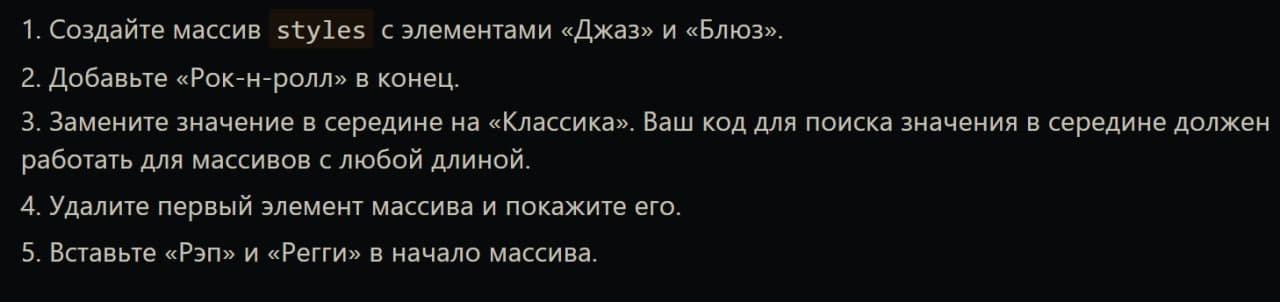 1. Создайте массив styles с элементами «Джаз» и «Блюз».
2. Добавьте «Рок-н-ролл» в конец.
3. Замените значение в середине на «Классика». Ваш код для поиска значения в середине должен
работать для массивов с любой длиной.
4. Удалите первый элемент массива и покажите его.
5. Вставьте «Рэп» и «Регги» в начало массива.